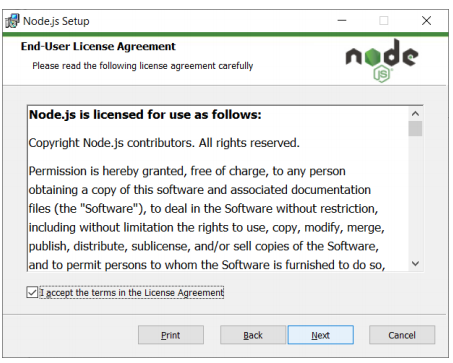 Node.js Setup
End-User License Agreement
Please read the following license agreement carefully
node
JS
Node.js is licensed for use as follows:
Copyright Node.js contributors. All rights reserved.
Permission is hereby granted, free of charge, to any person
obtaining a copy of this software and associated documentation
files (the "Software"), to deal in the Software without restriction,
including without limitation the rights to use, copy, modify, merge,
publish, distribute, sublicense, and/or sell copies of the Software,
and to permit persons to whom the Software is furnished to do so,
I accept the terms in the License Agreement
Print Back Next Cancel